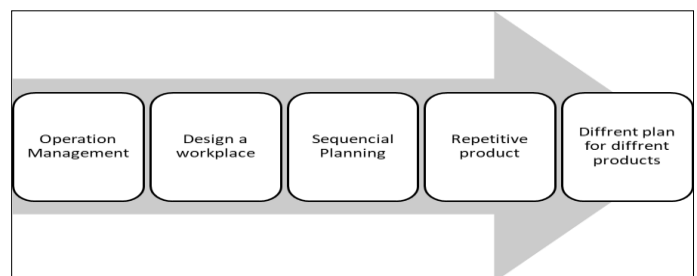 Operation
Management
Design a
workplace
Sequencial
Planning
Repetitive
product
Diffrent plan
for diffrent
products